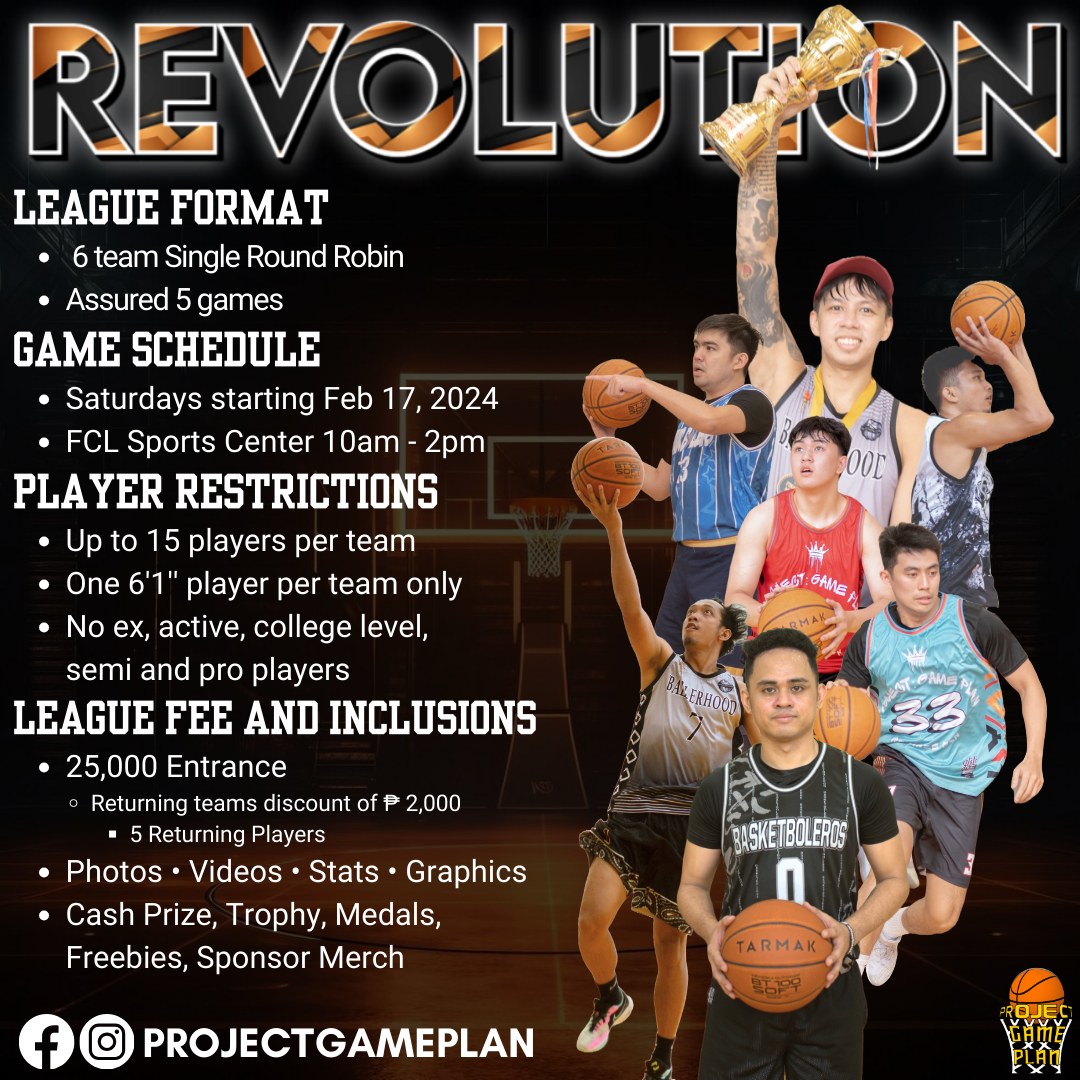 REVOLUTION
LEAGUE FORMAT
• 6 team Single Round Robin
• Assured 5 games
GAME SCHEDULE
• Saturdays starting Feb 17, 2024
• FCL Sports Center 10am - 2pm
PLAYER RESTRICTIONS
• Up to 15 players per team
• One 6'1" player per team only
• No ex, active, college level,
semi and pro players
LEAGUE FEE AND INCLUSIONS
• 25,000 Entrance
◦ Returning teams discount of ₱ 2,000
▪ 5 Returning Players
• Photos • Videos • Stats • Graphics
• Cash Prize, Trophy, Medals,
Freebies, Sponsor Merch
PROJECTGAMEPLAN
BALLERHOOD
7
33
TARMAK
BASKETBOLEROS
0
TARMAK
BT100
SOFT
PROJECT
GAME
PLAN